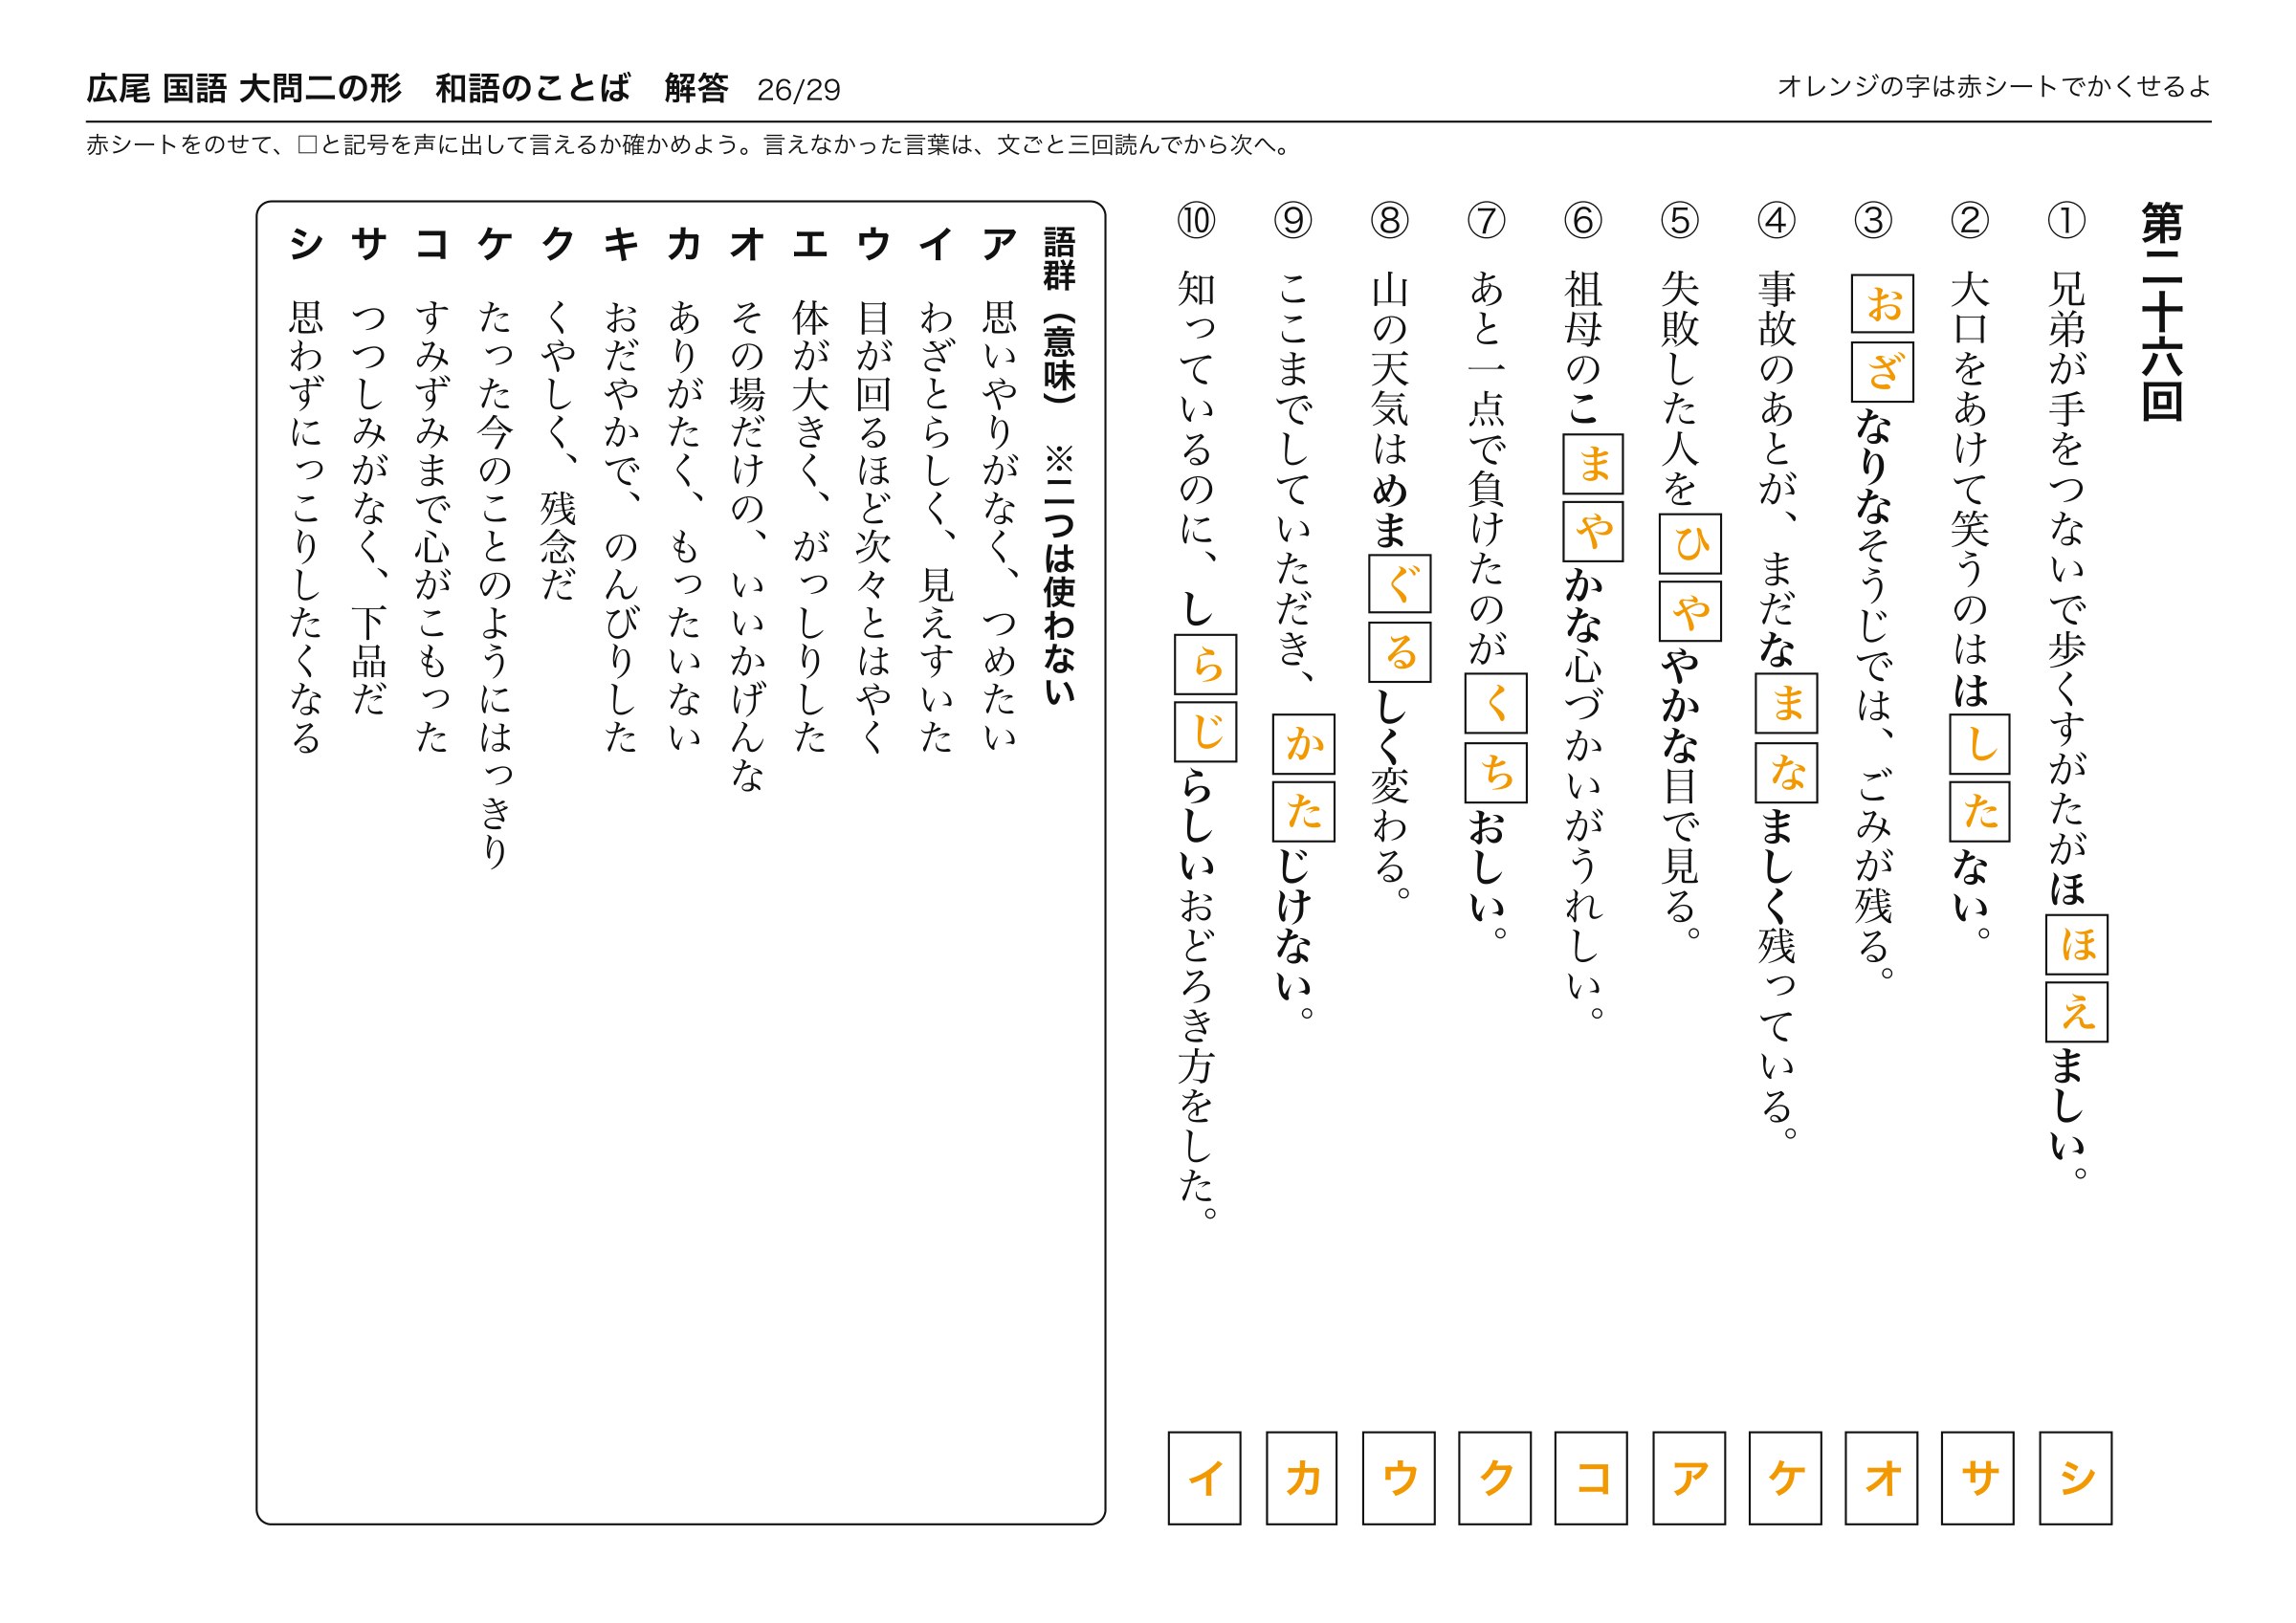 広尾 国語 大問二の形　和語のことば　解答　26/29
オレンジの字は赤シートでかくせるよ
赤シートをのせて、□と記号を声に出して言えるか確かめよう。言えなかった言葉は、文ごと三回読んでから次へ。
第二十六回
① 兄弟が手をつないで歩くすがたがほほえましい。 シ
② 大口をあけて笑うのははしたない。 サ
③ おざなりなそうじでは、ごみが残る。 オ
④ 事故のあとが、まだなまなましく残っている。 ケ
⑤ 失敗した人をひややかな目で見る。 ア
⑥ 祖母のこまやかな心づかいがうれしい。 コ
⑦ あと一点で負けたのがくちおしい。 ク
⑧ 山の天気はめまぐるしく変わる。 ウ
⑨ ここまでしていただき、かたじけない。 カ
⑩ 知っているのに、しらじらしいおどろき方をした。 イ
語群（意味）　※二つは使わない
ア　思いやりがなく、つめたい
イ　わざとらしく、見えすいた
ウ　目が回るほど次々とはやく
エ　体が大きく、がっしりした
オ　その場だけの、いいかげんな
カ　ありがたく、もったいない
キ　おだやかで、のんびりした
ク　くやしく、残念だ
ケ　たった今のことのようにはっきり
コ　すみずみまで心がこもった
サ　つつしみがなく、下品だ
シ　思わずにっこりしたくなる